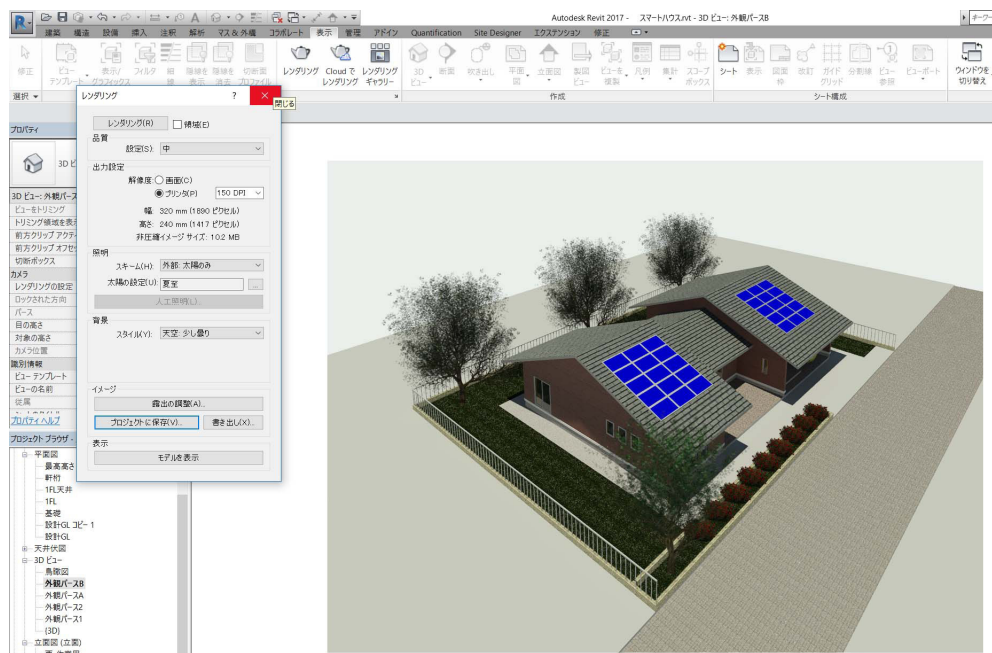 Autodesk Revit 2017 - スマートハウス.rvt - 3D ビュー: 外観パースB
キーワー
建築 構造 設備 挿入 注釈 解析 マス & 外構 コラボレート 表示 管理 アドイン Quantification Site Designer エクステンション 修正
修正 ビュー テンプレート 表示/ グラフィックス フィルタ 細線 隠線を 表示 隠線を 消去 切断面 プロファイル レンダリング Cloud で レンダリング レンダリング ギャラリー 3D ビュー 断面 吹き出し 平面図 立面図 製図 ビュー ビューを 複製 凡例 集計 スコープ ボックス シート 表示 図面枠 改訂 ガイド グリッド 分割線 ビュー 参照 ビューポート ウィンドウを 切り替え
選択 作成 シート構成
レンダリング ? ×
閉じる
レンダリング(R) 領域(E)
品質
設定(S): 中
出力設定
解像度: 画面(C)
プリンタ(P) 150 DPI
幅: 320 mm (1890 ピクセル)
高さ: 240 mm (1417 ピクセル)
非圧縮イメージ サイズ: 10.2 MB
照明
スキーム(H): 外部: 太陽のみ
太陽の設定(U): 夏至 ...
人工照明(L)...
背景
スタイル(Y): 天空: 少し曇り
イメージ
露出の調整(A)...
プロジェクトに保存(V)... 書き出し(X)...
表示
モデルを表示
プロパティ
3D ビ
3D ビュー: 外観パース
ビューをトリミング
トリミング領域を表示
前方クリップ アクティ
前方クリップ オフセッ
切断ボックス
カメラ
レンダリングの設定
ロックされた方向
パース
目の高さ
対象の高さ
カメラ位置
識別情報
ビュー テンプレート
ビューの名前
従属
プロパティ ヘルプ
プロジェクト ブラウザ -
平面図
最高高さ
軒桁
1FL天井
1FL
基礎
設計GL コピー 1
設計GL
天井伏図
3D ビュー
鳥瞰図
外観パースB
外観パースA
外観パース2
外観パース1
{3D}
立面図 (立面)